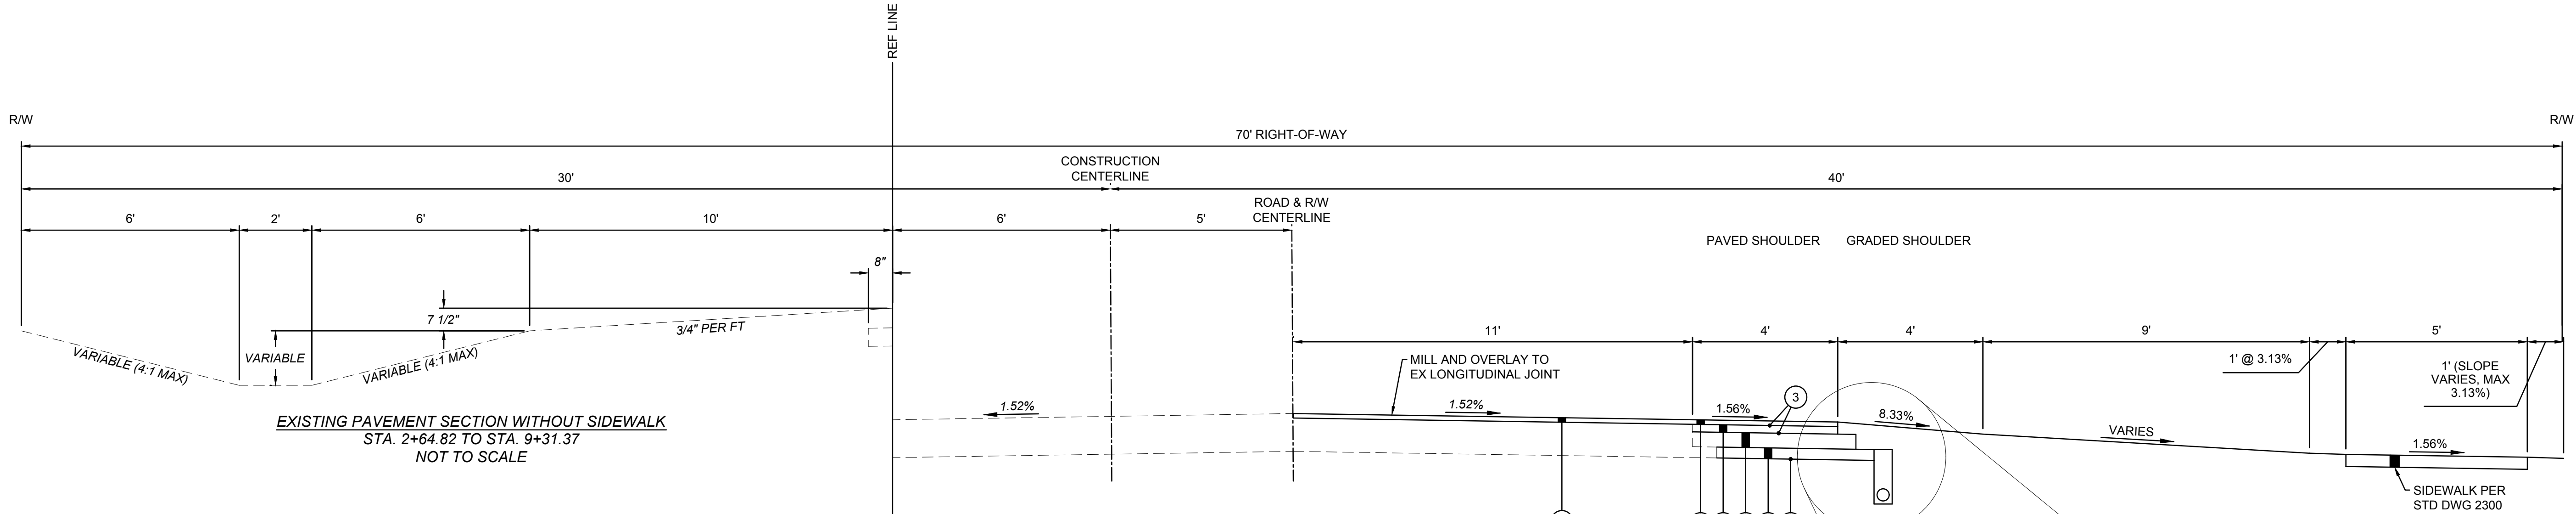 REF LINE
R/W
R/W
70' RIGHT-OF-WAY
CONSTRUCTION
CENTERLINE
30'
40'
ROAD & R/W
CENTERLINE
6'
2'
6'
10'
6'
5'
PAVED SHOULDER
GRADED SHOULDER
8"
7 1/2"
3/4" PER FT
VARIABLE (4:1 MAX)
VARIABLE
VARIABLE (4:1 MAX)
11'
4'
4'
9'
5'
MILL AND OVERLAY TO
EX LONGITUDINAL JOINT
1' @ 3.13%
1' (SLOPE
VARIES, MAX
3.13%)
3
1.52%
1.52%
1.56%
8.33%
VARIES
1.56%
EXISTING PAVEMENT SECTION WITHOUT SIDEWALK
STA. 2+64.82 TO STA. 9+31.37
NOT TO SCALE
SIDEWALK PER
STD DWG 2300